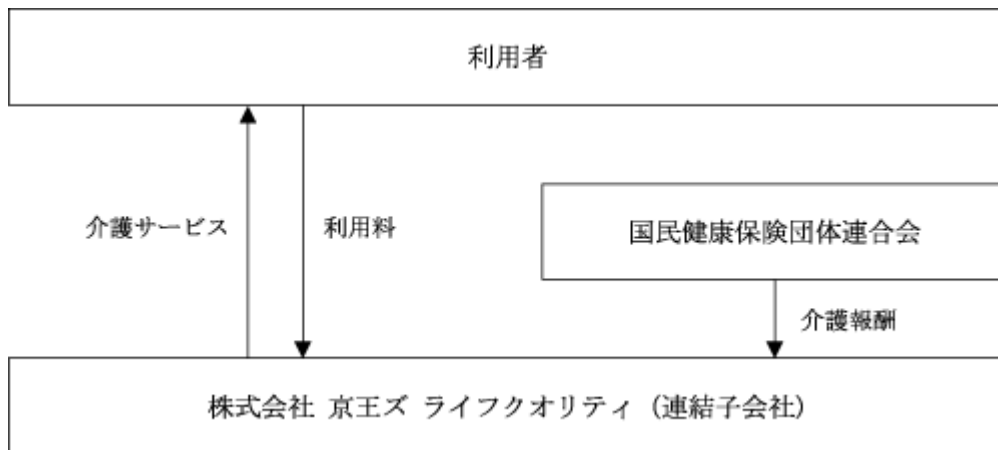 利用者
介護サービス
利用料
国民健康保険団体連合会
介護報酬
株式会社 京王ズ ライフクオリティ（連結子会社）